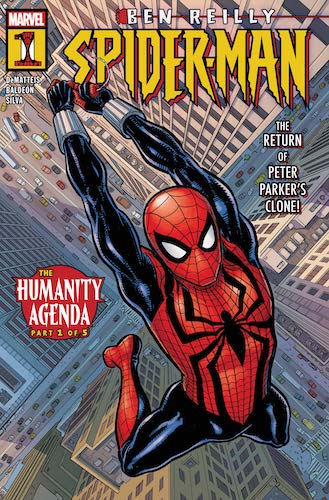 MARVEL
1
BEN REILLY
SPIDER-MAN
DeMATTEIS
BALDEÓN
SILVA
THE
RETURN
OF
PETER
PARKER'S
CLONE!
THE
HUMANITY
AGENDA
PART 1 OF 5